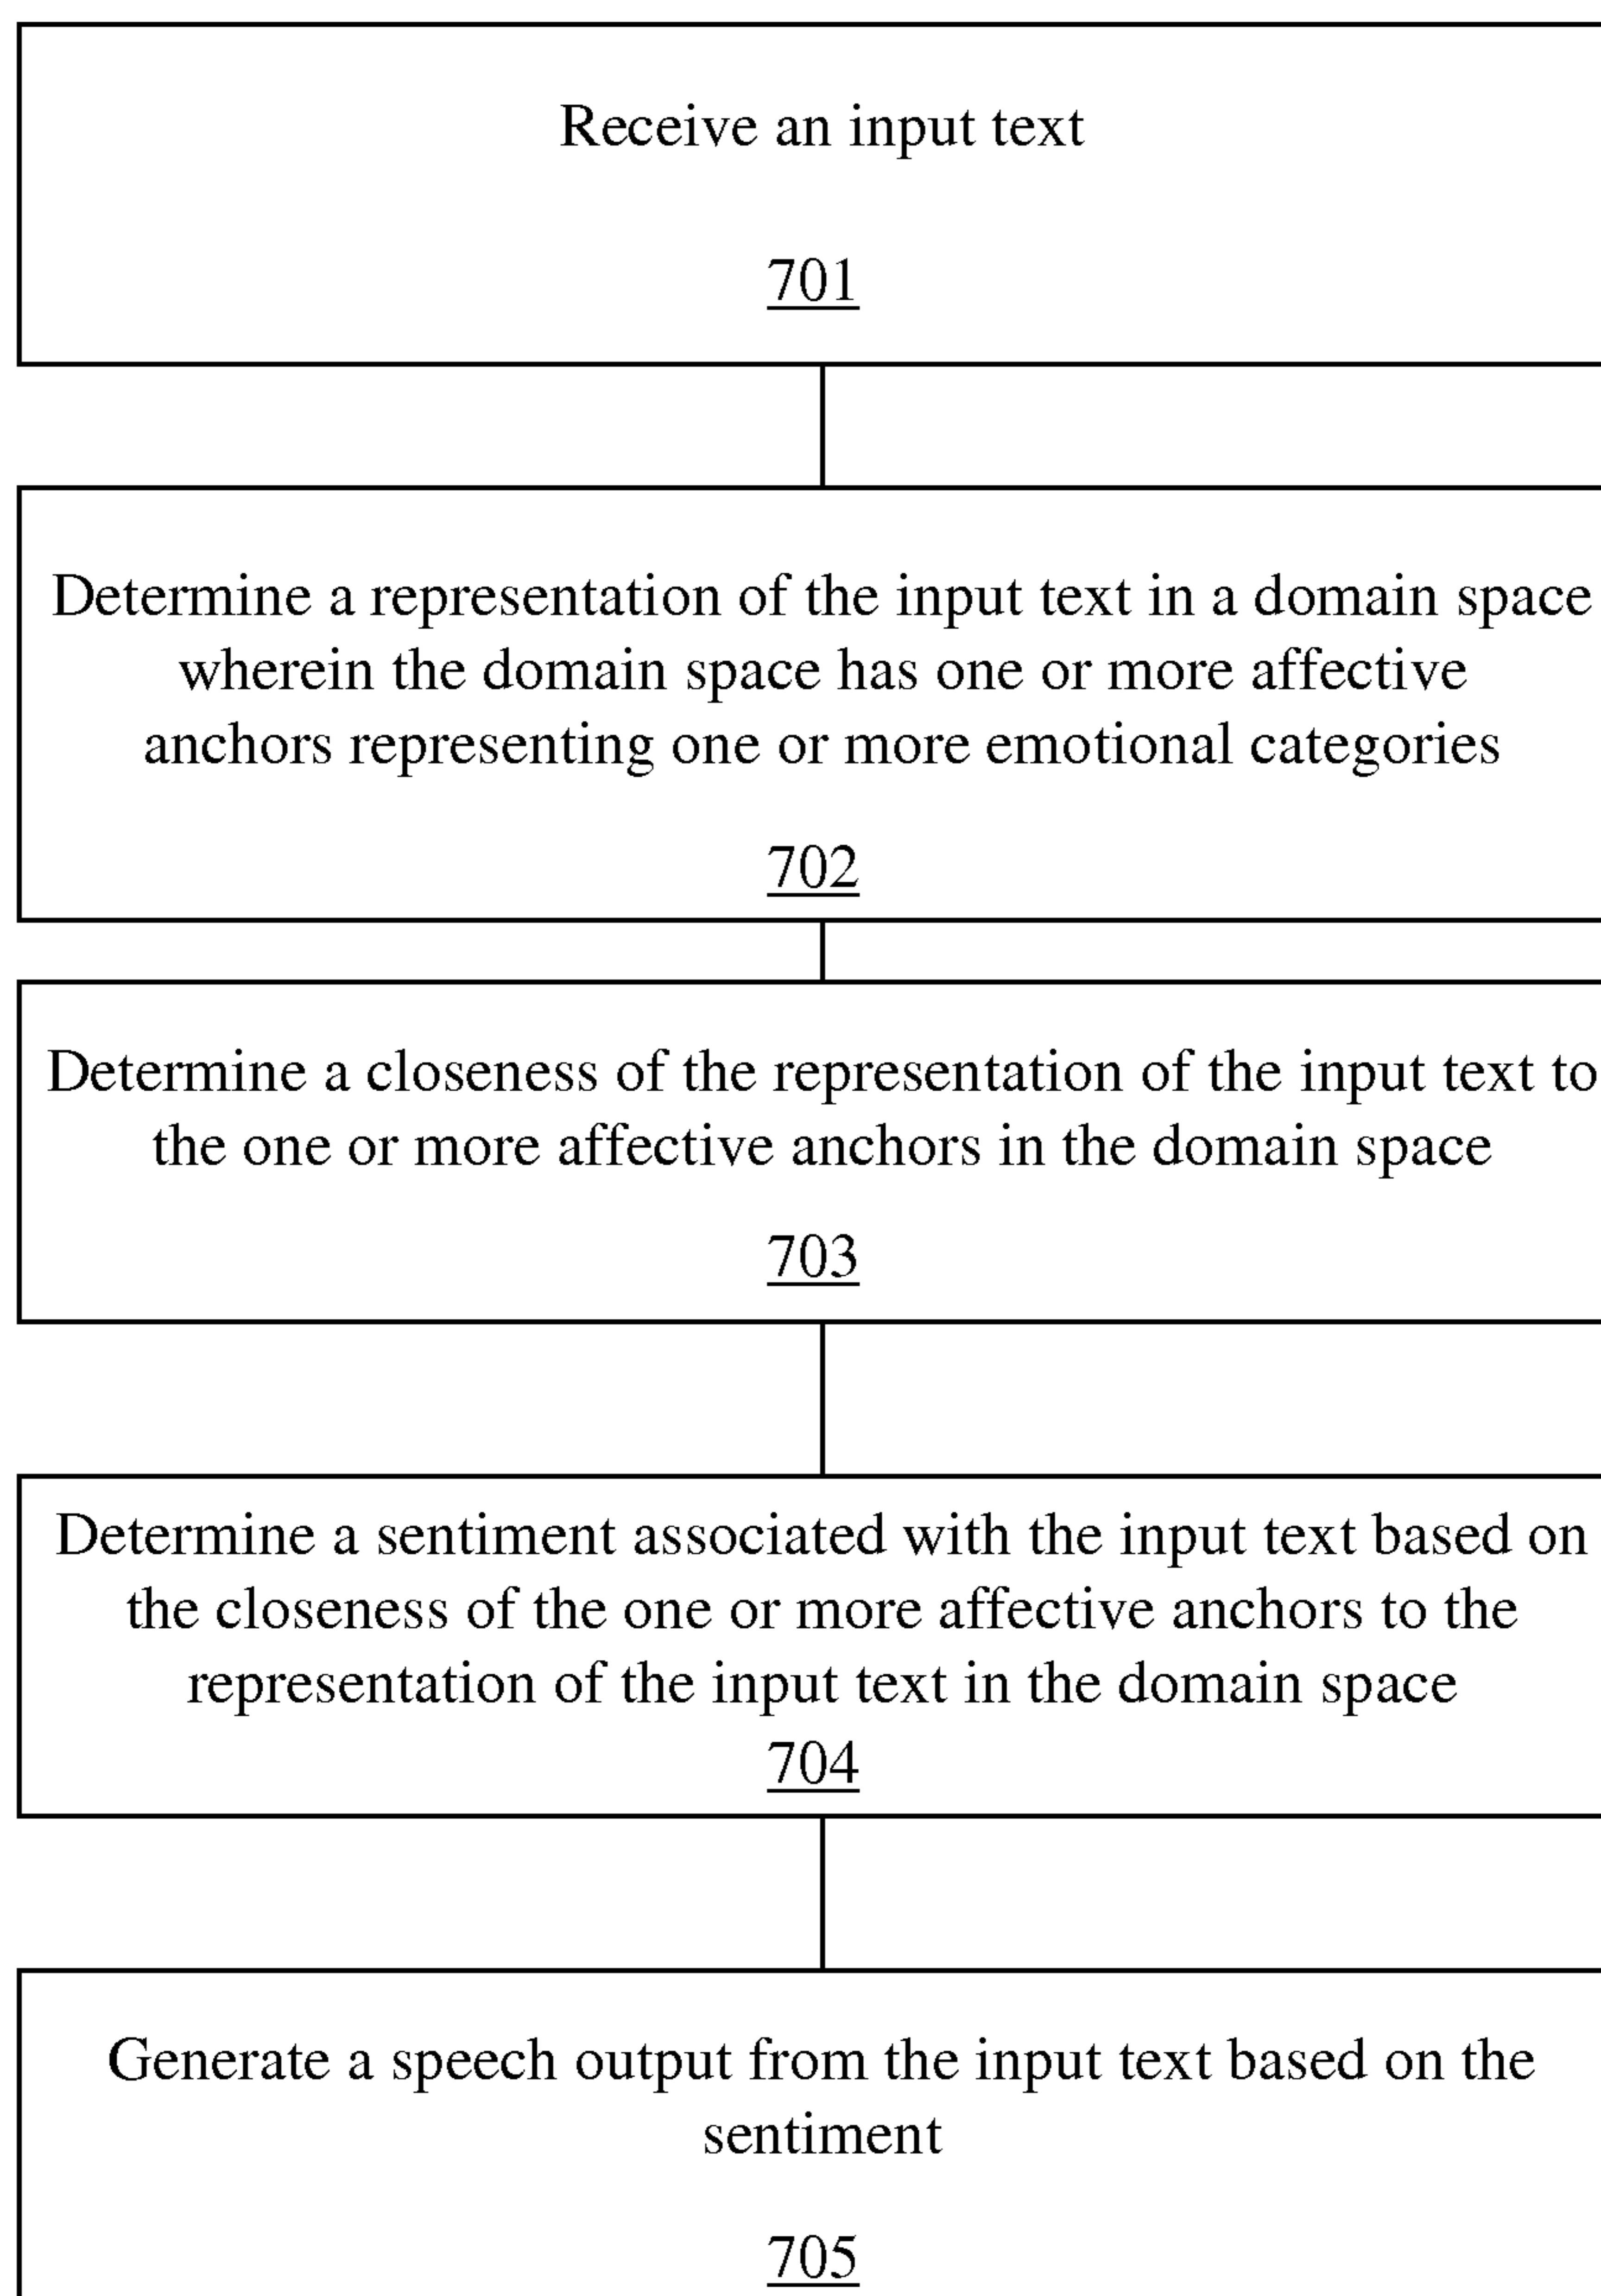 Receive an input text
701
Determine a representation of the input text in a domain space
wherein the domain space has one or more affective
anchors representing one or more emotional categories
702
Determine a closeness of the representation of the input text to
the one or more affective anchors in the domain space
703
Determine a sentiment associated with the input text based on
the closeness of the one or more affective anchors to the
representation of the input text in the domain space
704
Generate a speech output from the input text based on the
sentiment
705